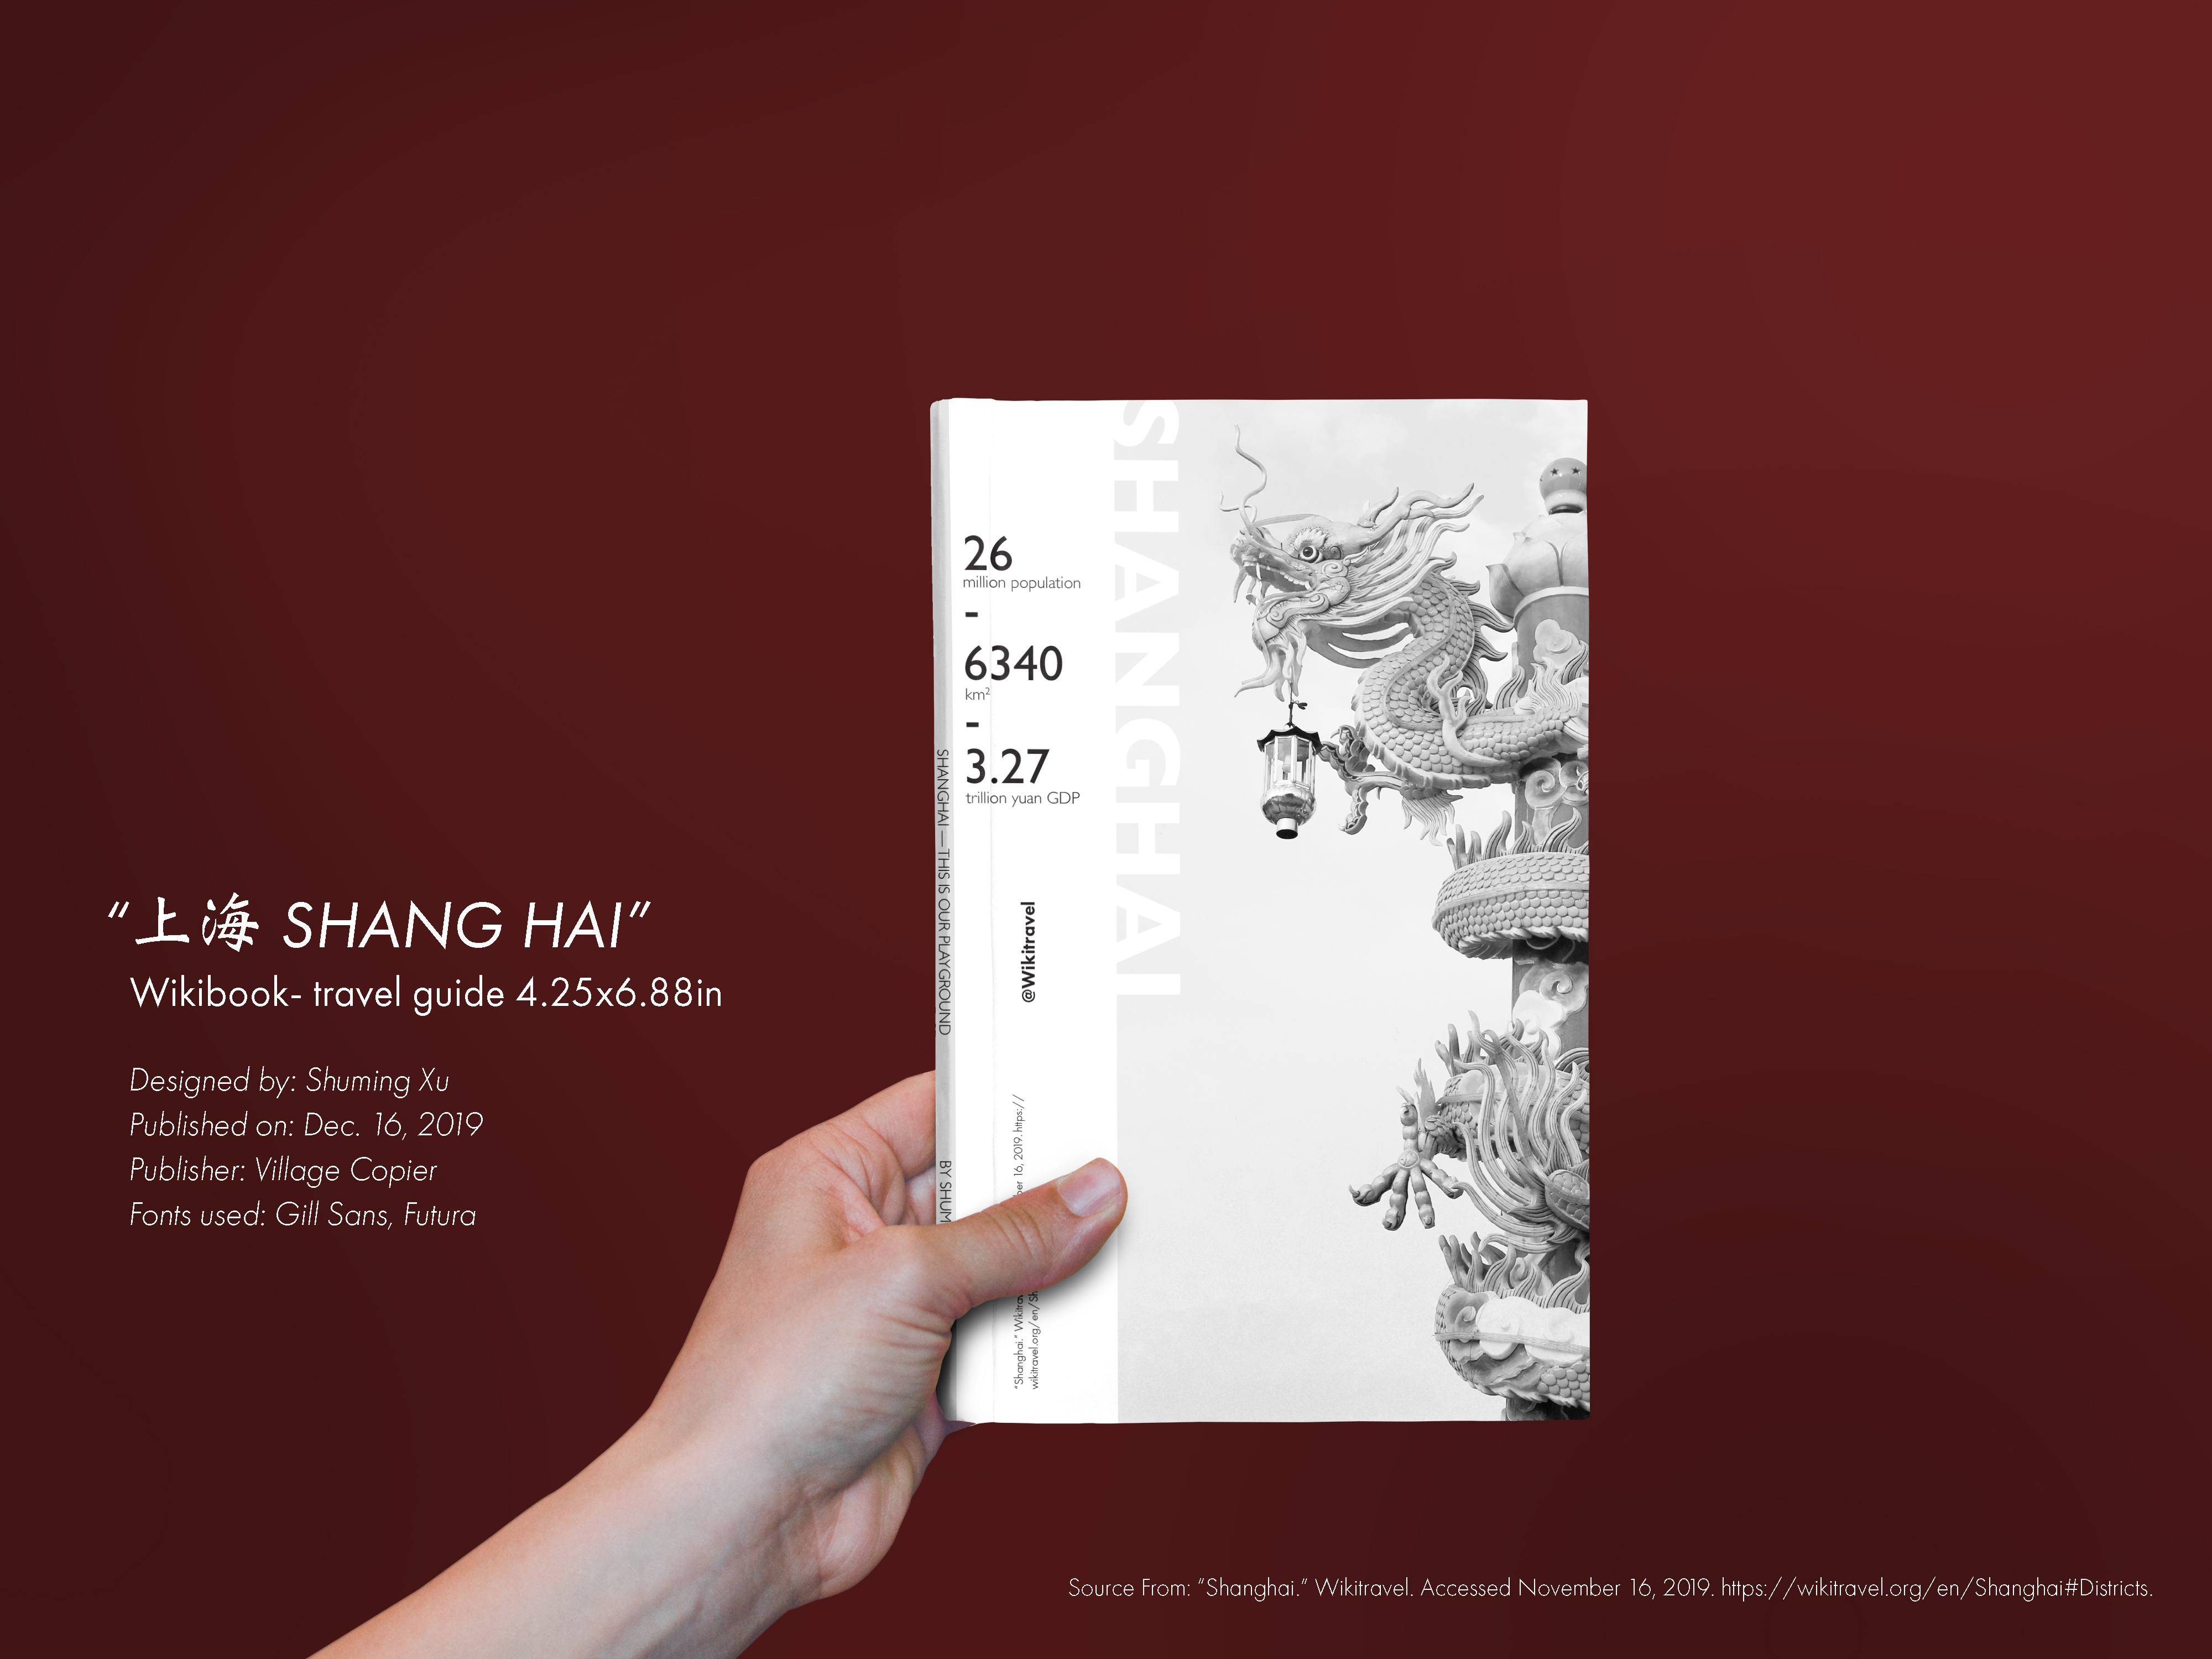 “上海 SHANG HAI”
Wikibook- travel guide 4.25x6.88in
Designed by: Shuming Xu
Published on: Dec. 16, 2019
Publisher: Village Copier
Fonts used: Gill Sans, Futura
SHANGHAI — THIS IS OUR PLAYGROUND
BY SHUM
26
million population
-
6340
km²
-
3.27
trillion yuan GDP
@Wikitravel
“Shanghai.” Wikitra 16, 2019. https://
wikitravel.org/en/Sh
SHANGHAI
Source From: “Shanghai.” Wikitravel. Accessed November 16, 2019. https://wikitravel.org/en/Shanghai#Districts.